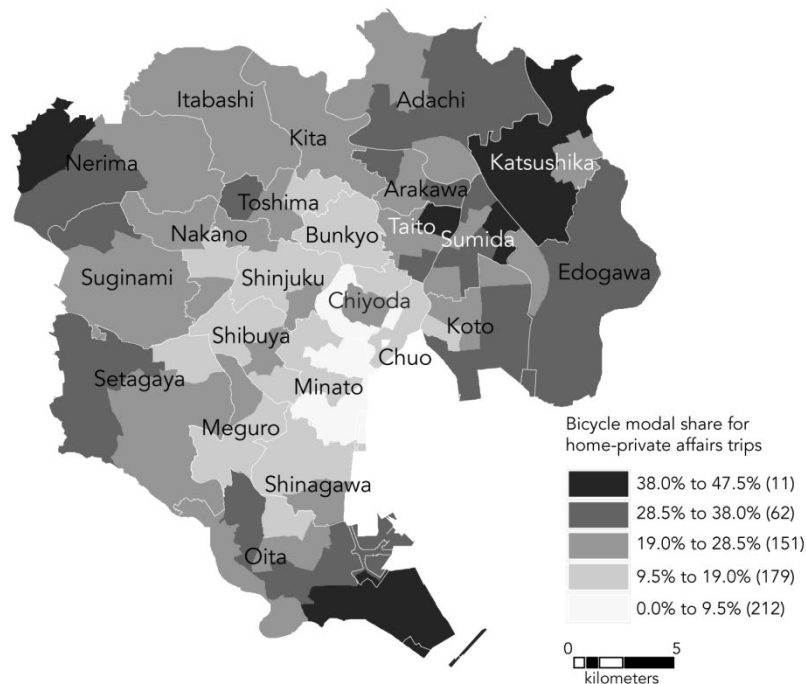 Itabashi
Adachi
Kita
Nerima
Katsushika
Toshima
Arakawa
Nakano
Bunkyo
Taito
Sumida
Suginami
Shinjuku
Edogawa
Chiyoda
Shibuya
Koto
Chuo
Setagaya
Minato
Meguro
Shinagawa
Oita
Bicycle modal share for
home-private affairs trips
38.0% to 47.5% (11)
28.5% to 38.0% (62)
19.0% to 28.5% (151)
9.5% to 19.0% (179)
0.0% to 9.5% (212)
0 5
kilometers